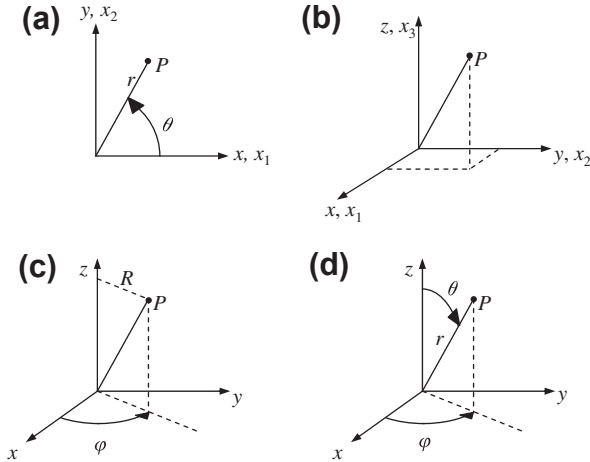 (a)
y, x2
P
r
θ
x, x1
(b)
z, x3
P
y, x2
x, x1
(c)
z
R
P
y
x
φ
(d)
z
θ
P
r
y
x
φ